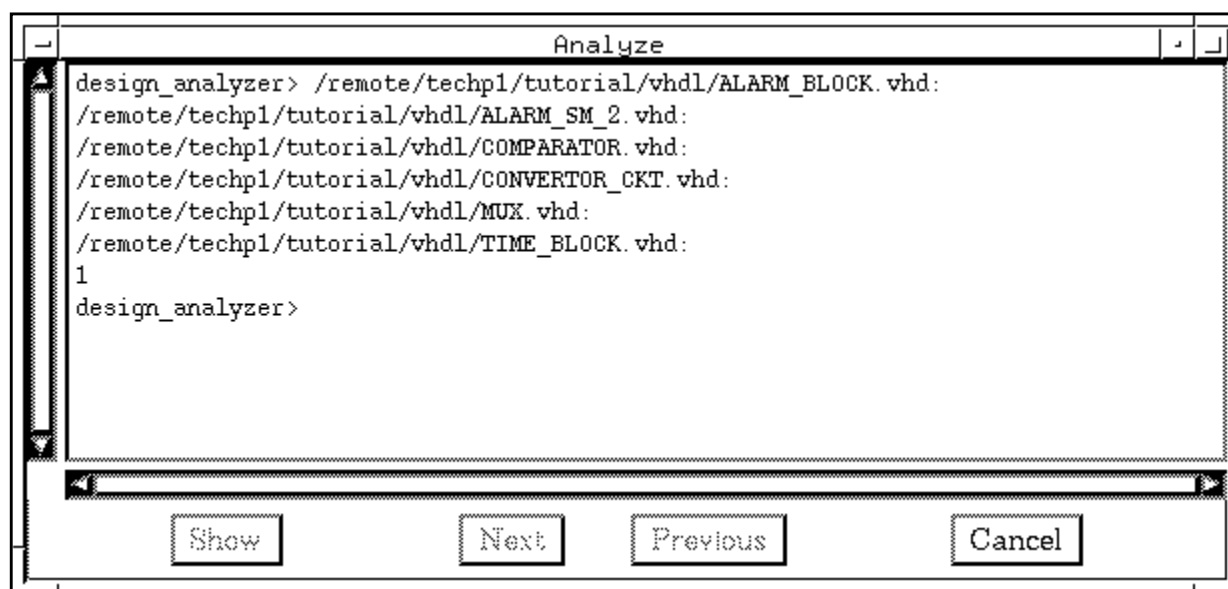 Analyze
design_analyzer> /remote/techp1/tutorial/vhdl/ALARM_BLOCK.vhd:
/remote/techp1/tutorial/vhdl/ALARM_SM_2.vhd:
/remote/techp1/tutorial/vhdl/COMPARATOR.vhd:
/remote/techp1/tutorial/vhdl/CONVERTOR_CKT.vhd:
/remote/techp1/tutorial/vhdl/MUX.vhd:
/remote/techp1/tutorial/vhdl/TIME_BLOCK.vhd:
1
design_analyzer>
Show Next Previous Cancel